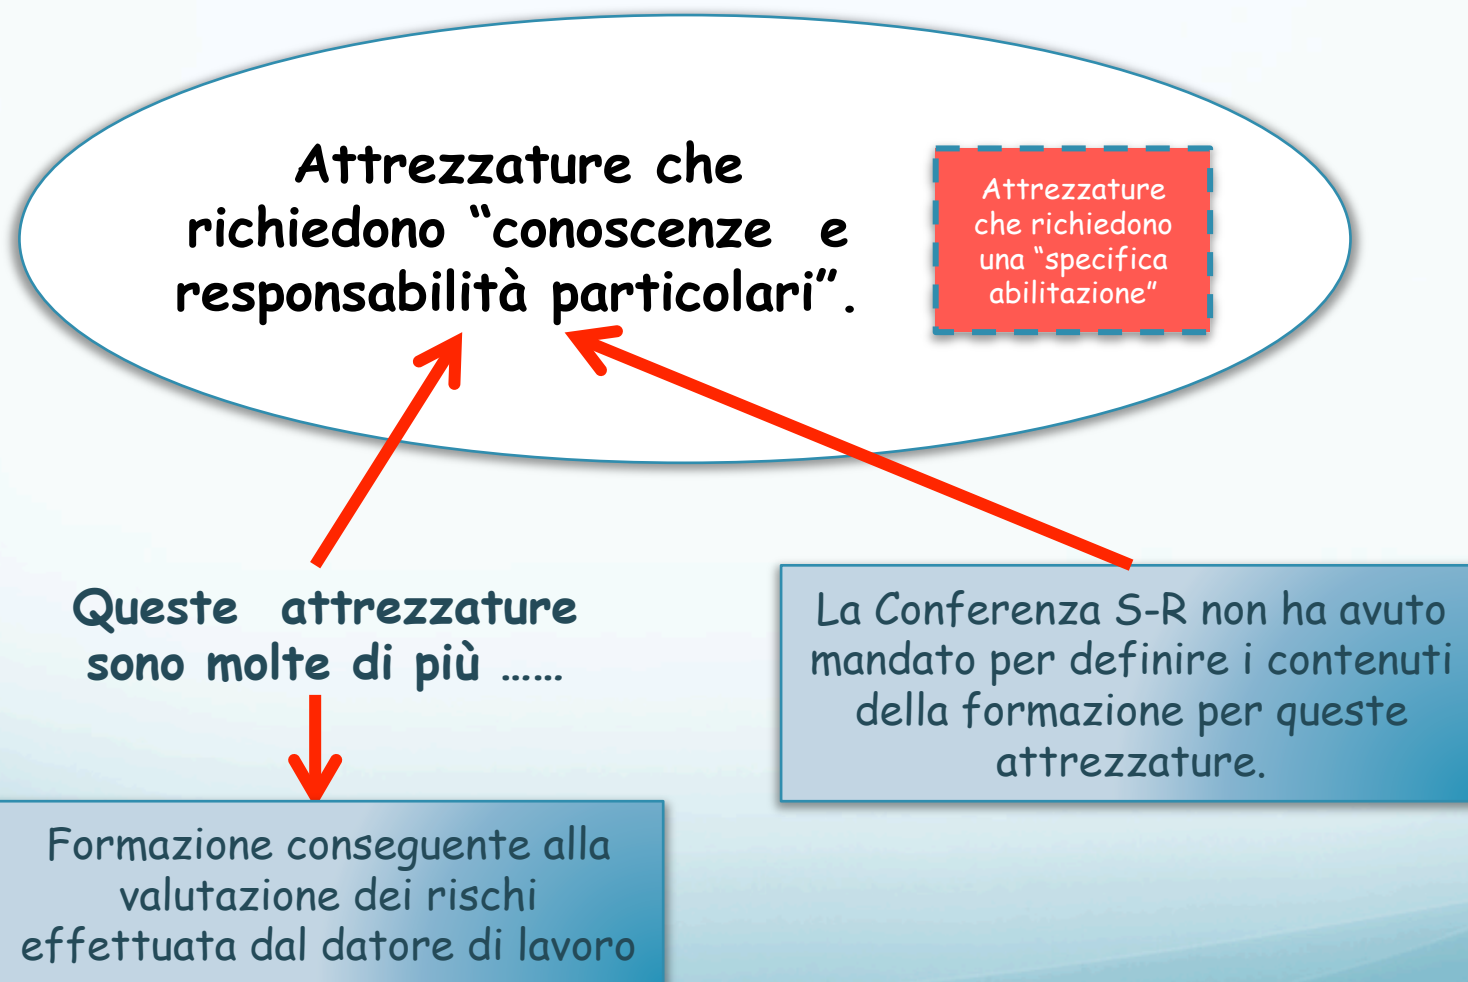 Attrezzature che
richiedono “conoscenze e
responsabilità particolari”.
Attrezzature
che richiedono
una “specifica
abilitazione”
Queste attrezzature
sono molte di più ……
La Conferenza S-R non ha avuto
mandato per definire i contenuti
della formazione per queste
attrezzature.
Formazione conseguente alla
valutazione dei rischi
effettuata dal datore di lavoro